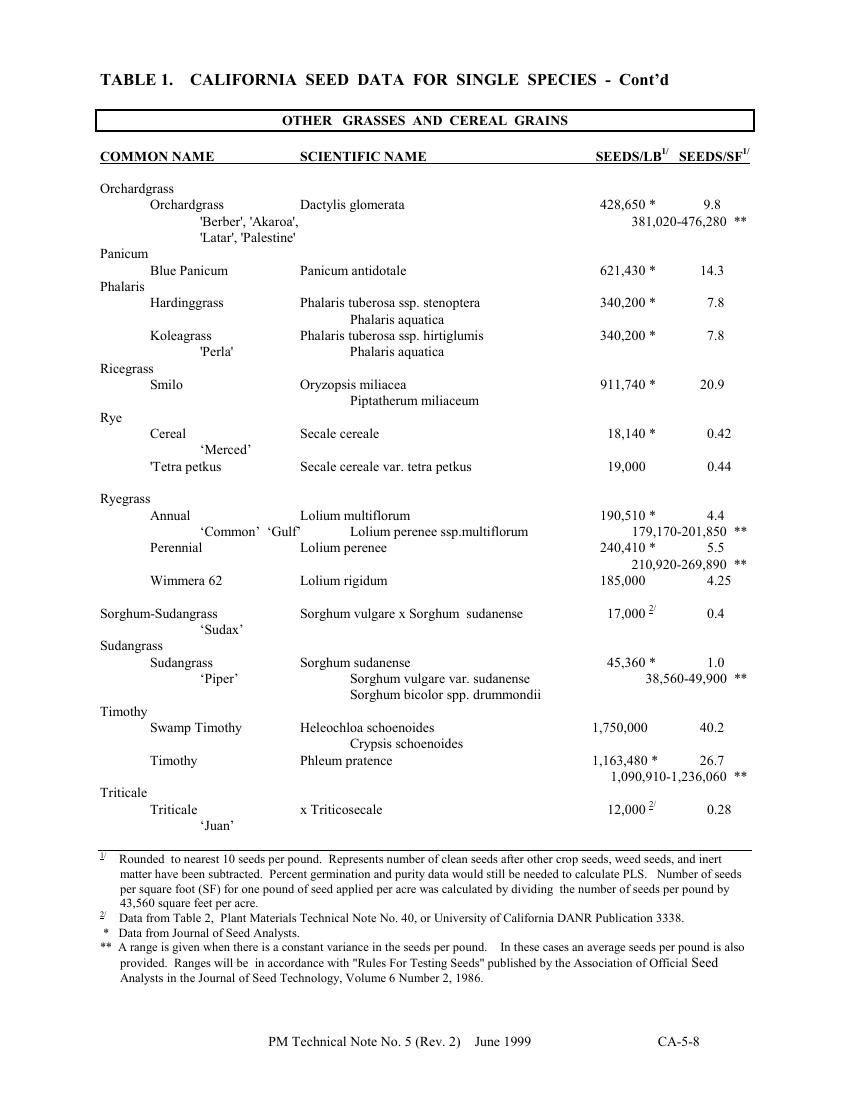 TABLE 1. CALIFORNIA SEED DATA FOR SINGLE SPECIES - Cont'd
OTHER GRASSES AND CEREAL GRAINS
COMMON NAME SCIENTIFIC NAME SEEDS/LB1/ SEEDS/SF1/
Orchardgrass
Orchardgrass Dactylis glomerata 428,650 * 9.8
'Berber', 'Akaroa', 381,020-476,280 **
'Latar', 'Palestine'
Panicum
Blue Panicum Panicum antidotale 621,430 * 14.3
Phalaris
Hardinggrass Phalaris tuberosa ssp. stenoptera 340,200 * 7.8
Phalaris aquatica
Koleagrass Phalaris tuberosa ssp. hirtiglumis 340,200 * 7.8
'Perla' Phalaris aquatica
Ricegrass
Smilo Oryzopsis miliacea 911,740 * 20.9
Piptatherum miliaceum
Rye
Cereal Secale cereale 18,140 * 0.42
‘Merced’
'Tetra petkus Secale cereale var. tetra petkus 19,000 0.44
Ryegrass
Annual Lolium multiflorum 190,510 * 4.4
‘Common’ ‘Gulf’ Lolium perenee ssp.multiflorum 179,170-201,850 **
Perennial Lolium perenee 240,410 * 5.5
210,920-269,890 **
Wimmera 62 Lolium rigidum 185,000 4.25
Sorghum-Sudangrass Sorghum vulgare x Sorghum sudanense 17,000 2/ 0.4
‘Sudax’
Sudangrass
Sudangrass Sorghum sudanense 45,360 * 1.0
‘Piper’ Sorghum vulgare var. sudanense 38,560-49,900 **
Sorghum bicolor spp. drummondii
Timothy
Swamp Timothy Heleochloa schoenoides 1,750,000 40.2
Crypsis schoenoides
Timothy Phleum pratence 1,163,480 * 26.7
1,090,910-1,236,060 **
Triticale
Triticale x Triticosecale 12,000 2/ 0.28
‘Juan’
1/ Rounded to nearest 10 seeds per pound. Represents number of clean seeds after other crop seeds, weed seeds, and inert
matter have been subtracted. Percent germination and purity data would still be needed to calculate PLS. Number of seeds
per square foot (SF) for one pound of seed applied per acre was calculated by dividing the number of seeds per pound by
43,560 square feet per acre.
2/ Data from Table 2, Plant Materials Technical Note No. 40, or University of California DANR Publication 3338.
* Data from Journal of Seed Analysts.
** A range is given when there is a constant variance in the seeds per pound. In these cases an average seeds per pound is also
provided. Ranges will be in accordance with "Rules For Testing Seeds" published by the Association of Official Seed
Analysts in the Journal of Seed Technology, Volume 6 Number 2, 1986.
PM Technical Note No. 5 (Rev. 2) June 1999 CA-5-8